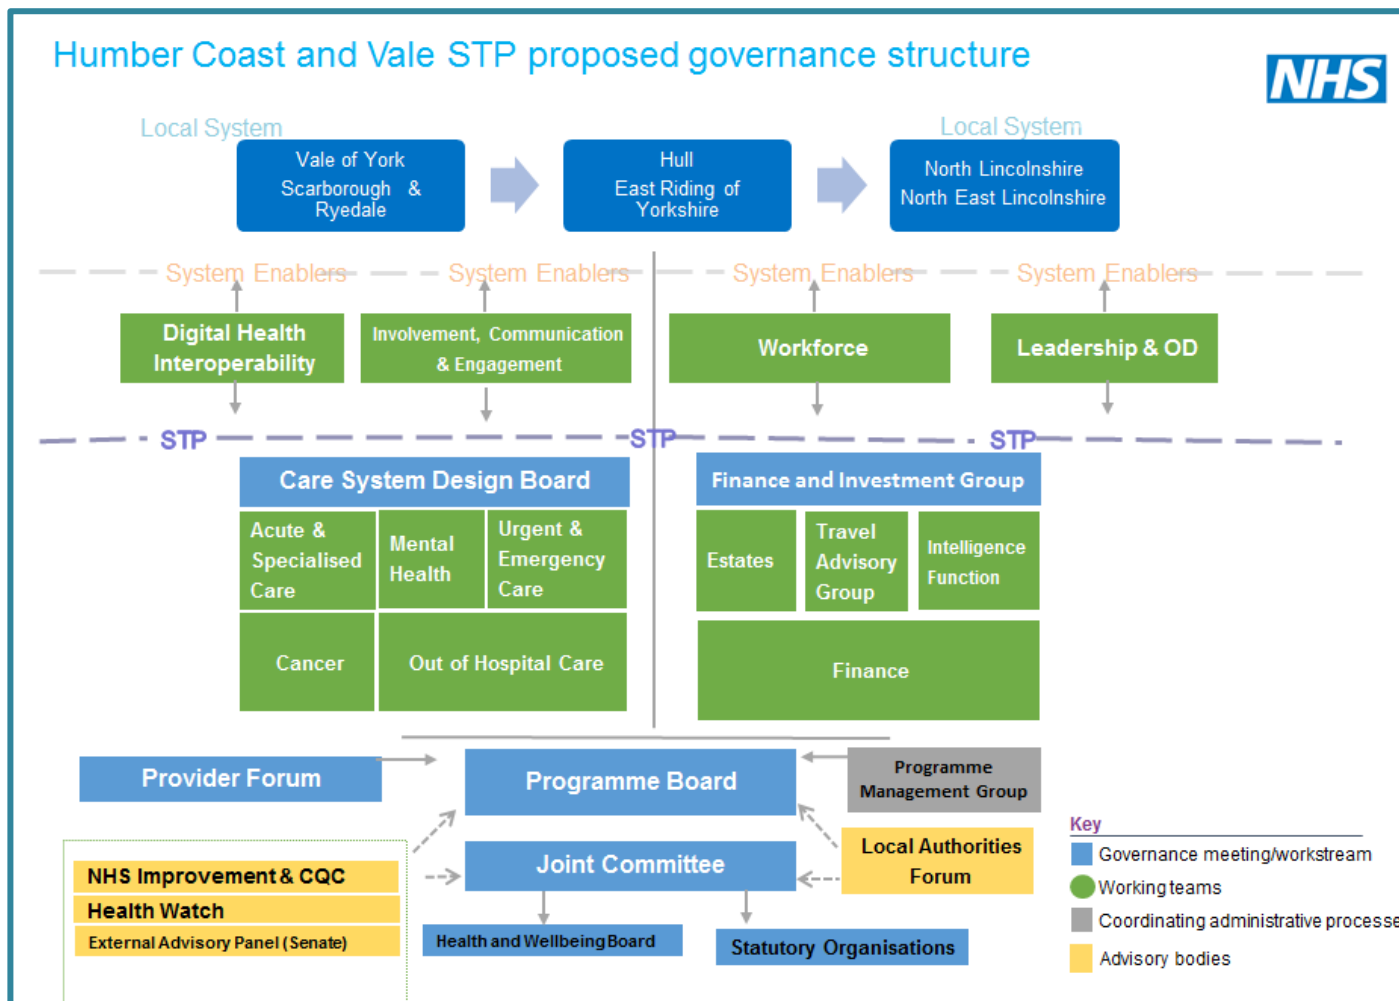 Humber Coast and Vale STP proposed governance structure
NHS
Local System
Local System
Vale of York
Scarborough &
Ryedale
Hull
East Riding of
Yorkshire
North Lincolnshire
North East Lincolnshire
System Enablers
System Enablers
System Enablers
System Enablers
Digital Health
Interoperability
Involvement, Communication
& Engagement
Workforce
Leadership & OD
STP
STP
STP
Care System Design Board
Acute &
Specialised
Care
Mental
Health
Urgent &
Emergency
Care
Cancer
Out of Hospital Care
Finance and Investment Group
Estates
Travel
Advisory
Group
Intelligence
Function
Finance
Provider Forum
Programme Board
Programme
Management Group
Joint Committee
Local Authorities
Forum
NHS Improvement & CQC
Health Watch
External Advisory Panel (Senate)
Health and Wellbeing Board
Statutory Organisations
Key
Governance meeting/workstream
Working teams
Coordinating administrative processe
Advisory bodies